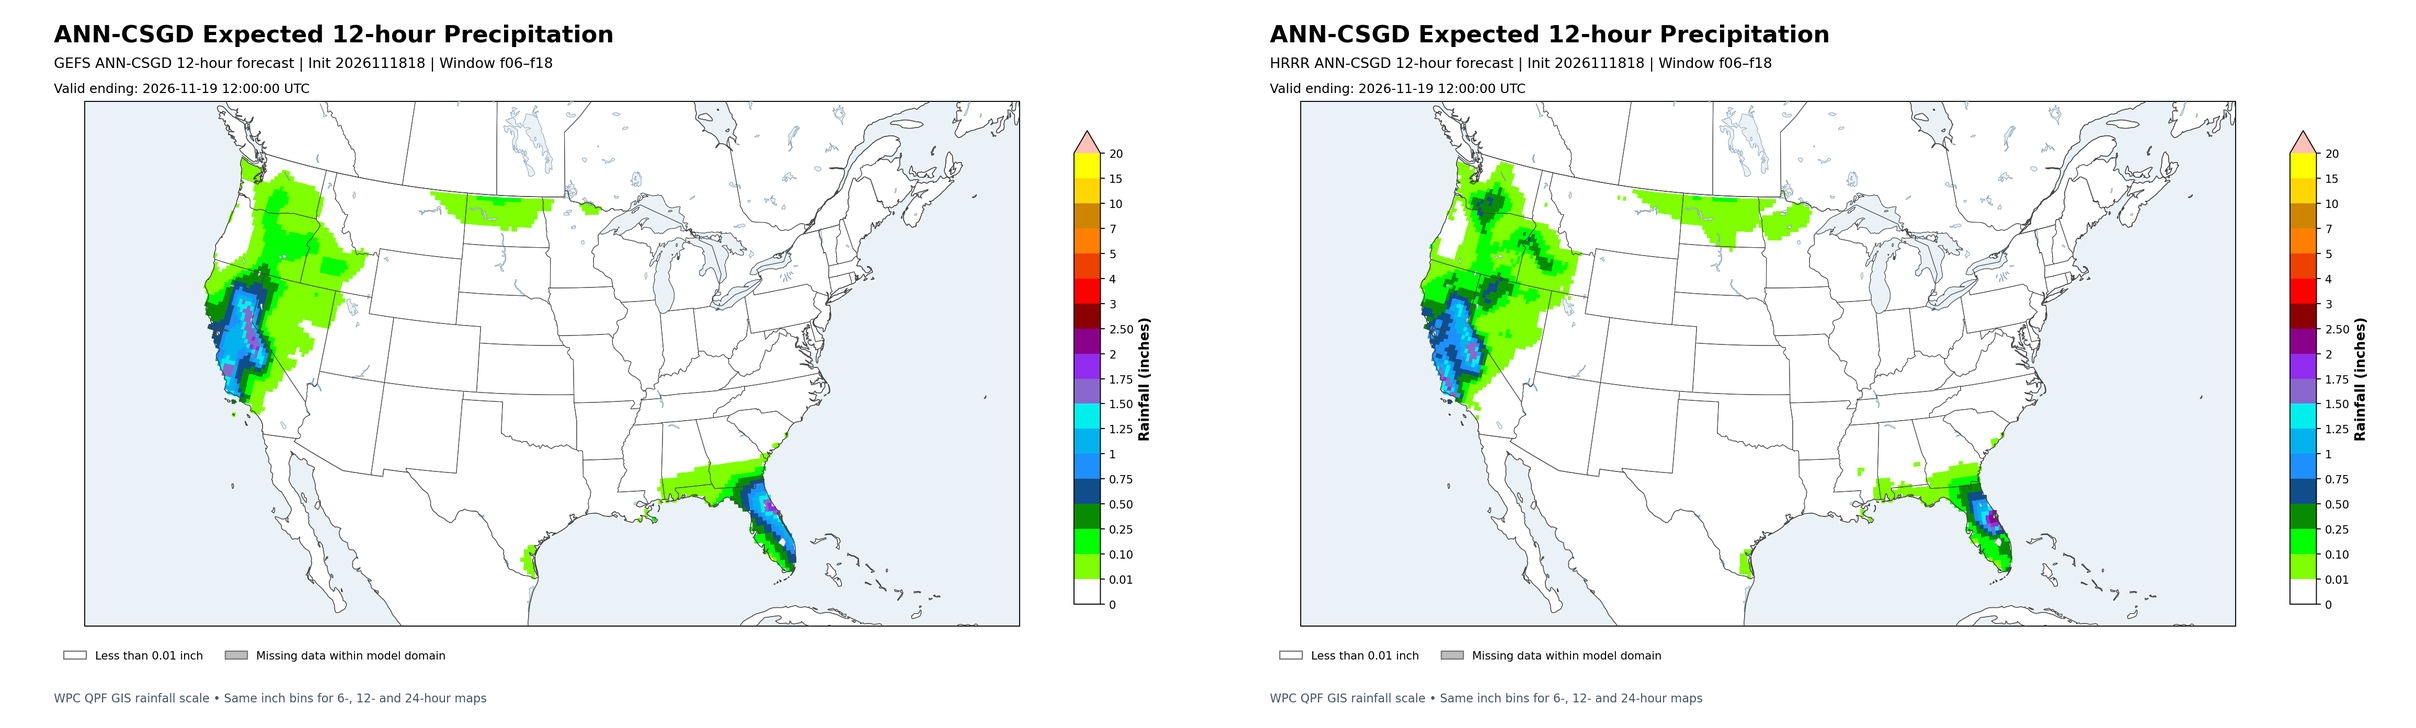 ANN-CSGD Expected 12-hour Precipitation
GEFS ANN-CSGD 12-hour forecast | Init 2026111818 | Window f06–f18
Valid ending: 2026-11-19 12:00:00 UTC
20
15
10
7
5
4
3
2.50
2
1.75
1.50
1.25
1
0.75
0.50
0.25
0.10
0.01
0
Rainfall (inches)
Less than 0.01 inch
Missing data within model domain
WPC QPF GIS rainfall scale • Same inch bins for 6-, 12- and 24-hour maps
ANN-CSGD Expected 12-hour Precipitation
HRRR ANN-CSGD 12-hour forecast | Init 2026111818 | Window f06–f18
Valid ending: 2026-11-19 12:00:00 UTC
20
15
10
7
5
4
3
2.50
2
1.75
1.50
1.25
1
0.75
0.50
0.25
0.10
0.01
0
Rainfall (inches)
Less than 0.01 inch
Missing data within model domain
WPC QPF GIS rainfall scale • Same inch bins for 6-, 12- and 24-hour maps